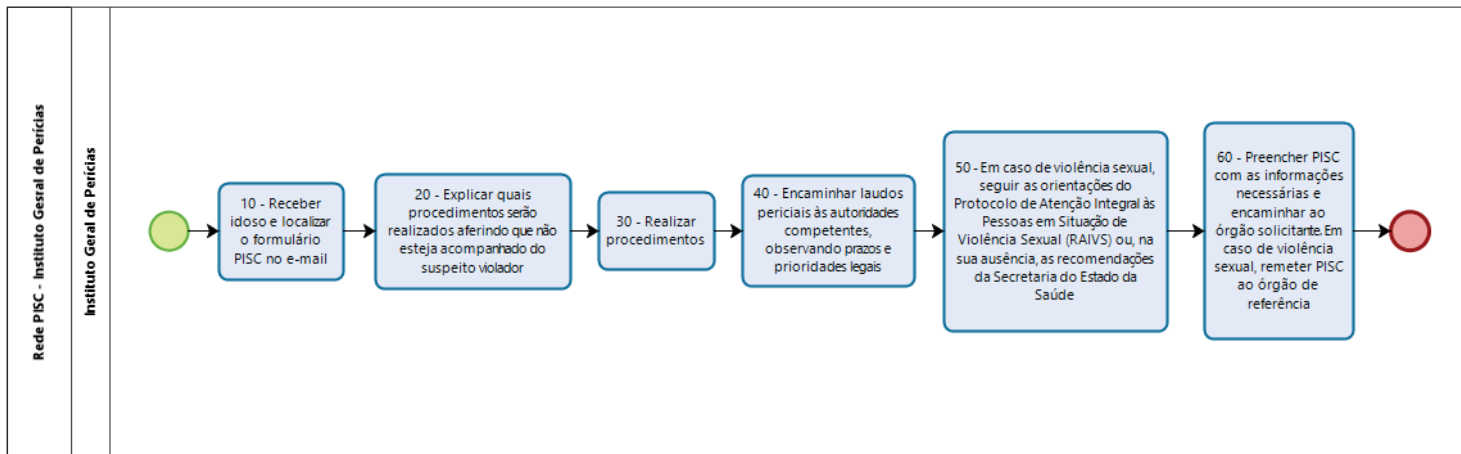 Rede PISC - Instituto Geral de Perícias
Instituto Geral de Perícias
10 - Receber
idoso e localizar
o formulário
PISC no e-mail
20 - Explicar quais
procedimentos serão
realizados aferindo que não
esteja acompanhado do
suspeito violador
30 - Realizar
procedimentos
40 - Encaminhar laudos
periciais às autoridades
competentes,
observando prazos e
prioridades legais
50 - Em caso de violência sexual,
seguir as orientações do
Protocolo de Atenção Integral às
Pessoas em Situação de
Violência Sexual (RAIVS) ou, na
sua ausência, as recomendações
da Secretaria do Estado da
Saúde
60 - Preencher PISC
com as informações
necessárias e
encaminhar ao
órgão solicitante. Em
caso de violência
sexual, remeter PISC
ao órgão de
referência